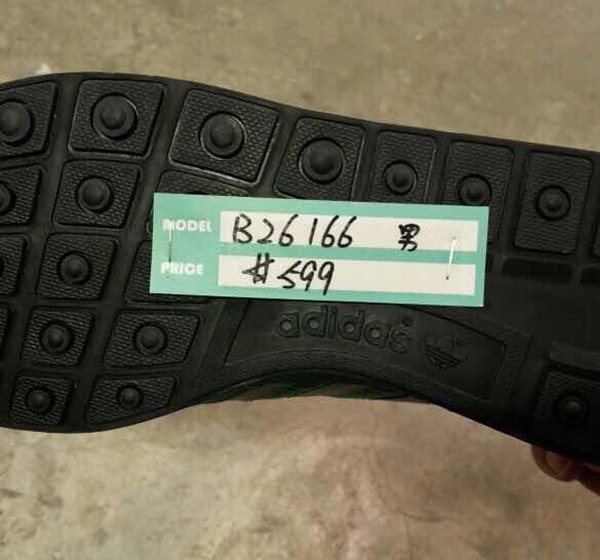 MODEL B26166 男
PRICE #599
adidas®